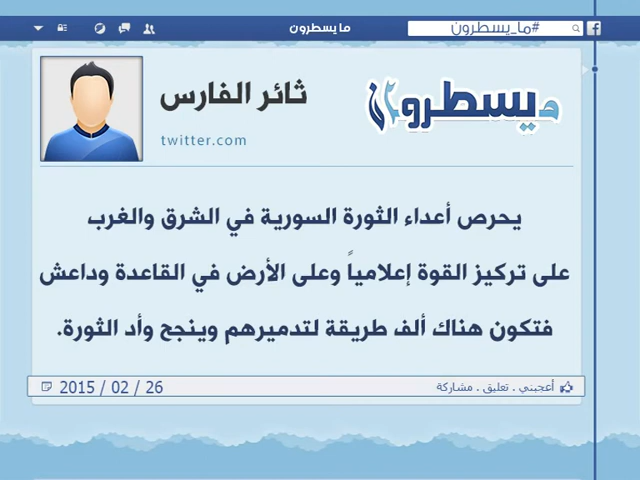 ما يسطرون
#ما_يسطرون
f
ثائر الفارس
twitter.com
ما يسطرون
يحرص أعداء الثورة السورية في الشرق والغرب
على تركيز القوة إعلامياً وعلى الأرض في القاعدة وداعش
فتكون هناك ألف طريقة لتدميرهم وينجح وأد الثورة.
أعجبني . تعليق . مشاركة
2015 / 02 / 26